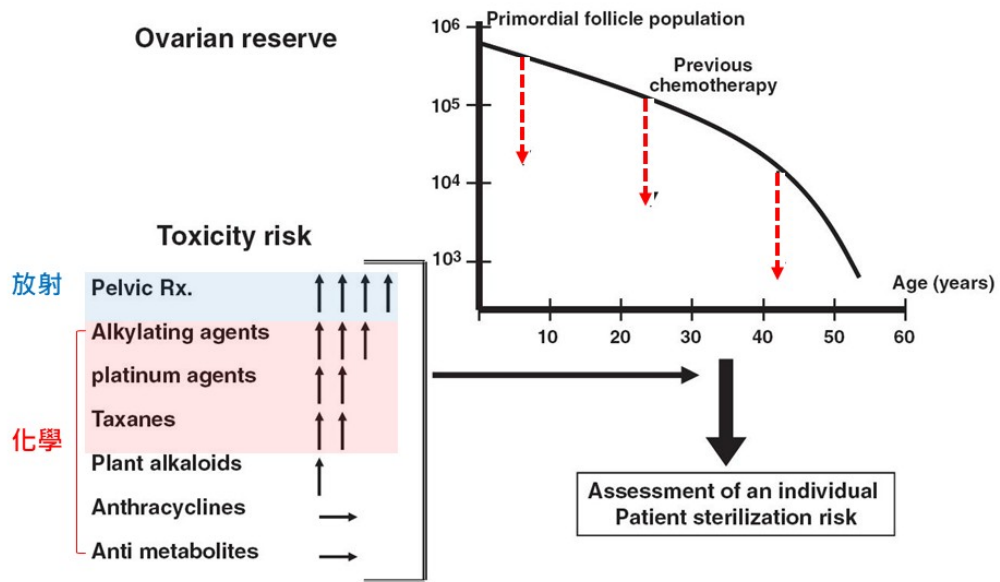 Ovarian reserve
Primordial follicle population
10⁶
Previous
chemotherapy
10⁵
10⁴
10³
Age (years)
10 20 30 40 50 60
Toxicity risk
放射
Pelvic Rx.
化學
Alkylating agents
platinum agents
Taxanes
Plant alkaloids
Anthracyclines
Anti metabolites
Assessment of an individual
Patient sterilization risk